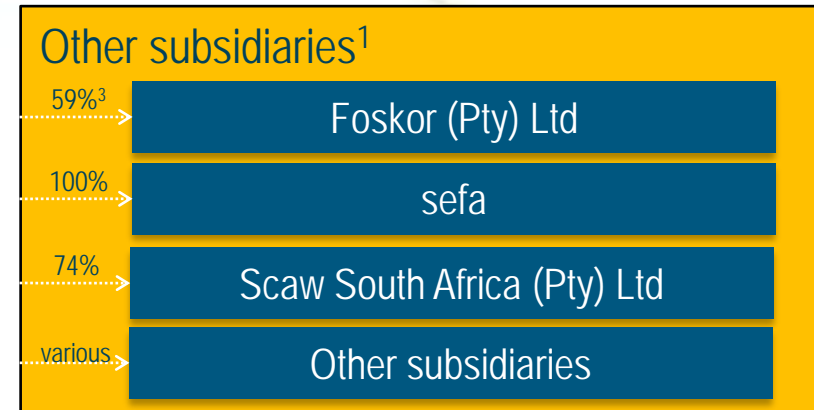 Other subsidiaries¹
59%³
Foskor (Pty) Ltd
100%
sefa
74%
Scaw South Africa (Pty) Ltd
various
Other subsidiaries